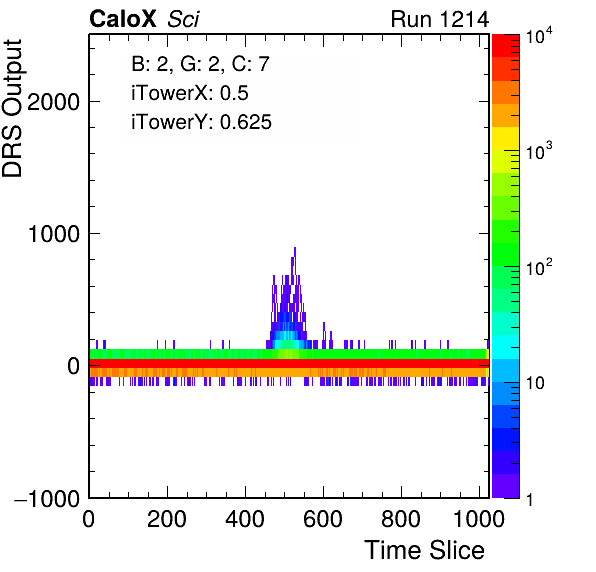 CaloX Sci
Run 1214
B: 2, G: 2, C: 7
iTowerX: 0.5
iTowerY: 0.625
DRS Output
2000
1000
0
−1000
0 200 400 600 800 1000
Time Slice
10^4
10^3
10^2
10
1